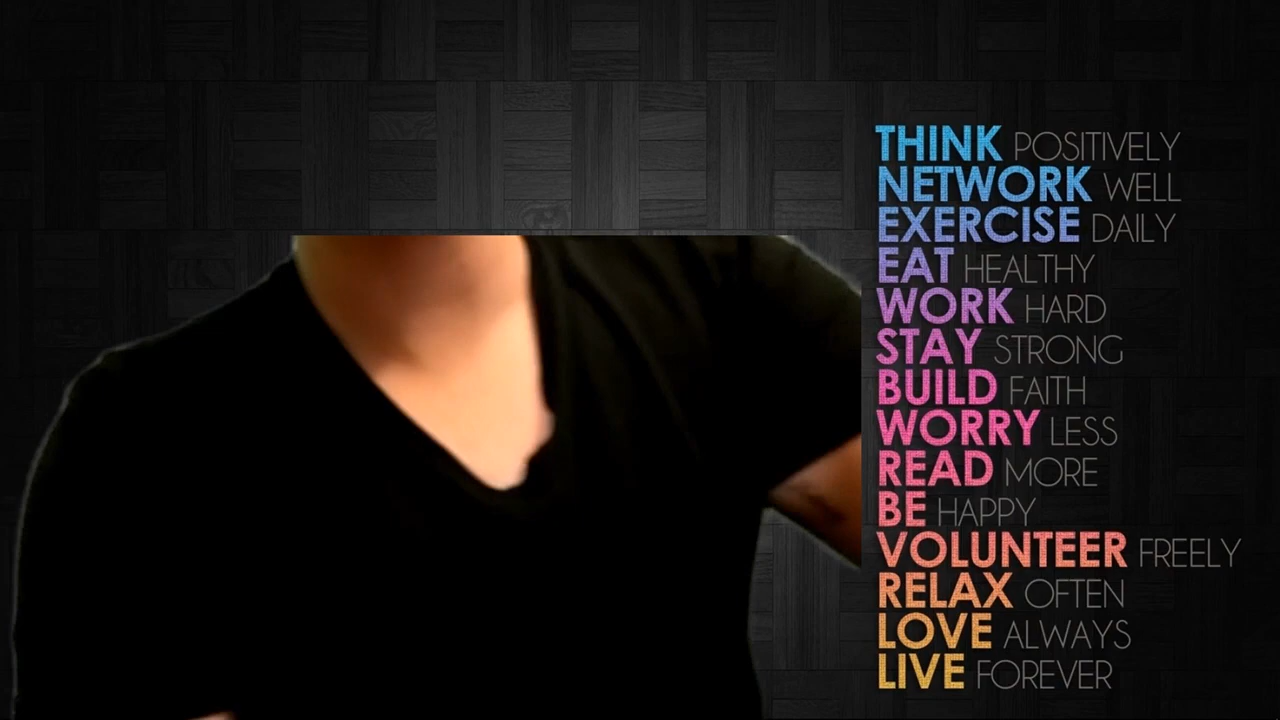 THINK POSITIVELY
NETWORK WELL
EXERCISE DAILY
EAT HEALTHY
WORK HARD
STAY STRONG
BUILD FAITH
WORRY LESS
READ MORE
BE HAPPY
VOLUNTEER FREELY
RELAX OFTEN
LOVE ALWAYS
LIVE FOREVER